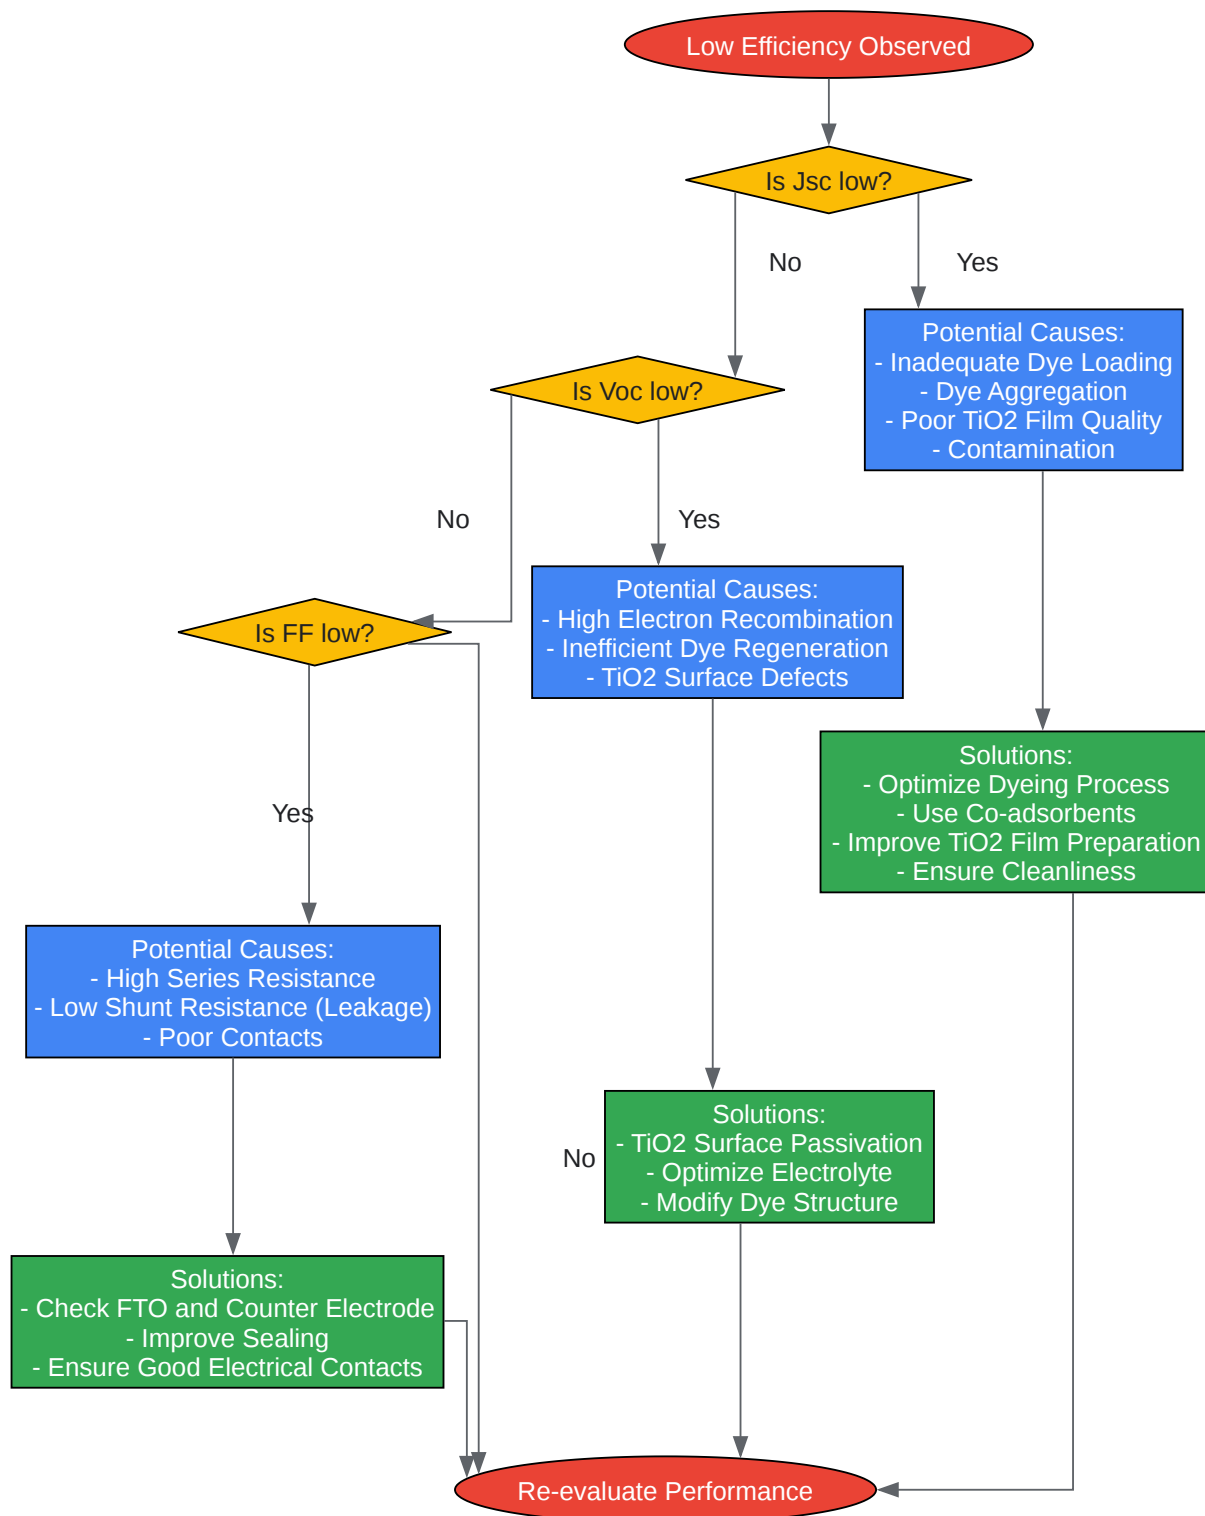 Low Efficiency Observed
Is Jsc low?
No
Yes
Potential Causes:
- Inadequate Dye Loading
- Dye Aggregation
- Poor TiO2 Film Quality
- Contamination
Is Voc low?
No
Yes
Potential Causes:
- High Electron Recombination
- Inefficient Dye Regeneration
- TiO2 Surface Defects
Is FF low?
Solutions:
- Optimize Dyeing Process
- Use Co-adsorbents
- Improve TiO2 Film Preparation
- Ensure Cleanliness
Yes
Potential Causes:
- High Series Resistance
- Low Shunt Resistance (Leakage)
- Poor Contacts
No
Solutions:
- TiO2 Surface Passivation
- Optimize Electrolyte
- Modify Dye Structure
Solutions:
- Check FTO and Counter Electrode
- Improve Sealing
- Ensure Good Electrical Contacts
Re-evaluate Performance